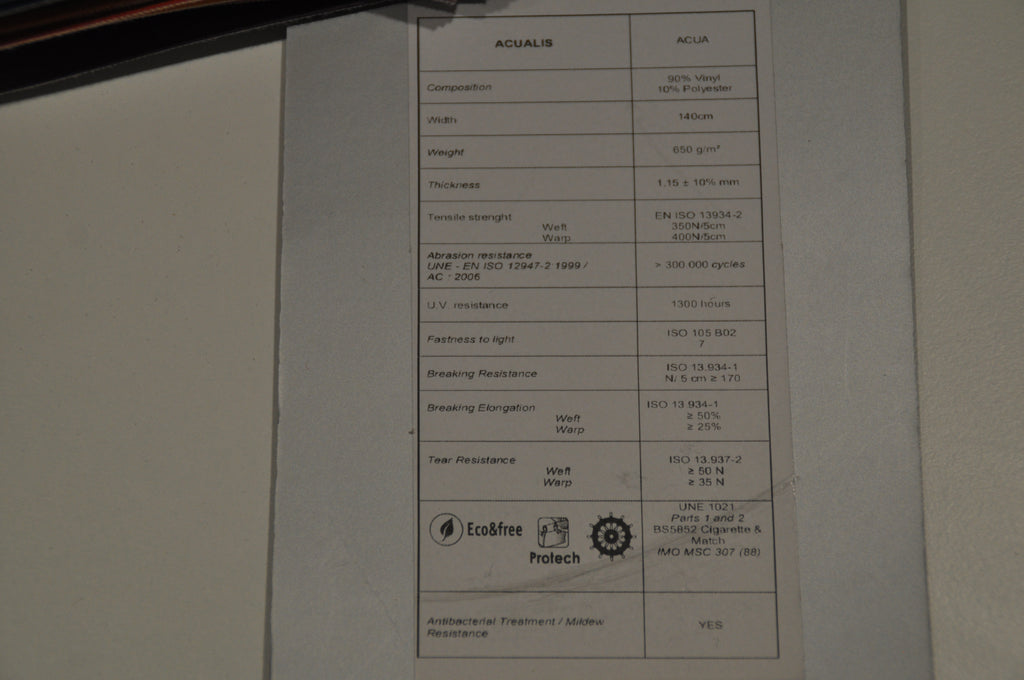 ACUALIS ACUA
Composition 90% Vinyl
10% Polyester
Width 140cm
Weight 650 g/m²
Thickness 1,15 ± 10% mm
Tensile strenght EN ISO 13934-2
Weft 350N/5cm
Warp 400N/5cm
Abrasion resistance
UNE - EN ISO 12947-2:1999 /
AC : 2006
> 300.000 cycles
U.V. resistance 1300 hours
Fastness to light ISO 105 B02
7
Breaking Resistance ISO 13.934-1
N/ 5 cm ≥ 170
Breaking Elongation ISO 13.934-1
Weft ≥ 50%
Warp ≥ 25%
Tear Resistance ISO 13.937-2
Weft ≥ 50 N
Warp ≥ 35 N
Eco&free
Protech
UNE 1021
Parts 1 and 2
BS5852 Cigarette &
Match
IMO MSC 307 (88)
Antibacterial Treatment / Mildew
Resistance
YES